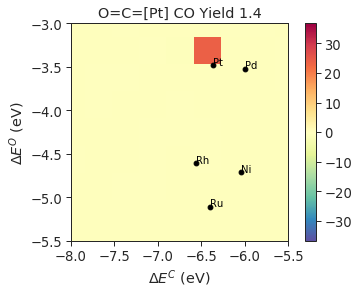 O=C=[Pt] CO Yield 1.4
−3.0
−3.5
−4.0
−4.5
−5.0
−5.5
ΔE^O (eV)
Pt
Pd
Rh
Ni
Ru
−8.0 −7.5 −7.0 −6.5 −6.0 −5.5
ΔE^C (eV)
30
20
10
0
−10
−20
−30